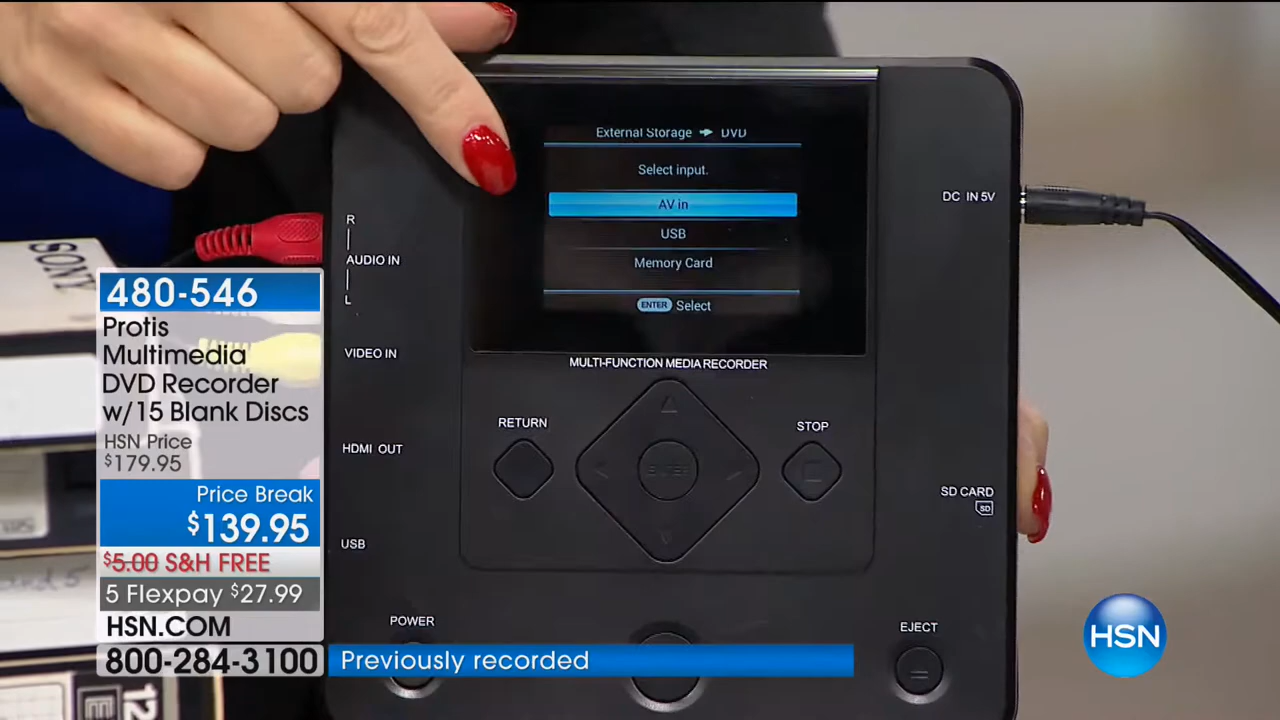 External Storage DVD
Select input.
AV in
USB
Memory Card
ENTER Select
DC IN 5V
R
AUDIO IN
L
VIDEO IN
HDMI OUT
USB
MULTI-FUNCTION MEDIA RECORDER
RETURN
STOP
ENTER
SD CARD
SD
POWER
EJECT
SONY
480-546
Protis
Multimedia
DVD Recorder
w/15 Blank Discs
HSN Price
$179.95
Price Break
$139.95
$5.00 S&H FREE
5 Flexpay $27.99
HSN.COM
800-284-3100
Previously recorded
HSN
12
E